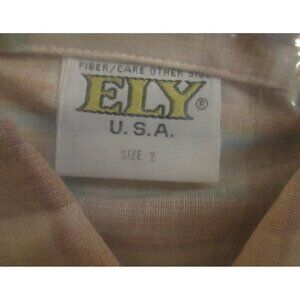 FIBER/CARE OTHER SIDE
ELY®
U.S.A.
SIZE 2